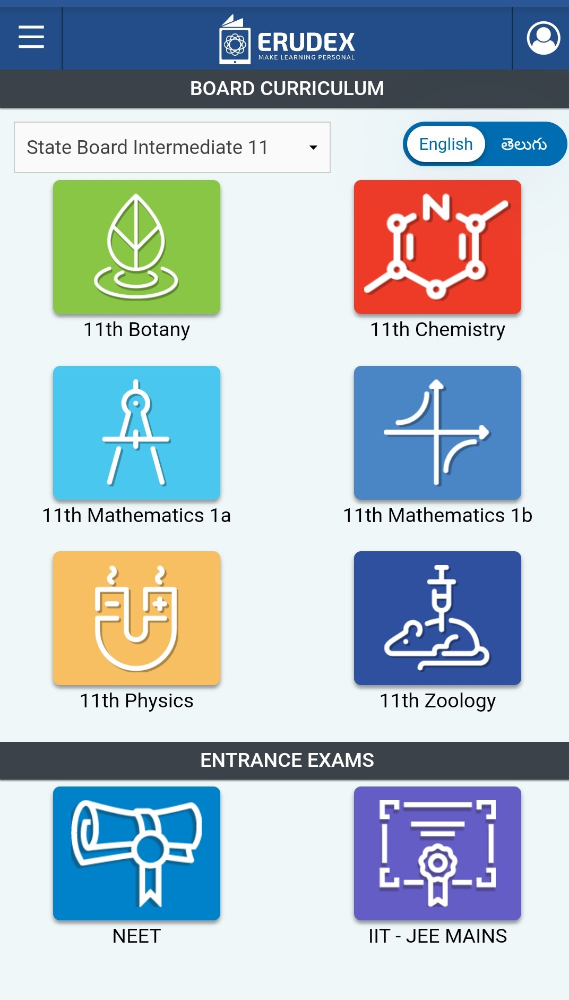 ERUDEX
MAKE LEARNING PERSONAL
BOARD CURRICULUM
State Board Intermediate 11
English తెలుగు
N
11th Botany
11th Chemistry
11th Mathematics 1a
11th Mathematics 1b
11th Physics
11th Zoology
ENTRANCE EXAMS
NEET
IIT - JEE MAINS